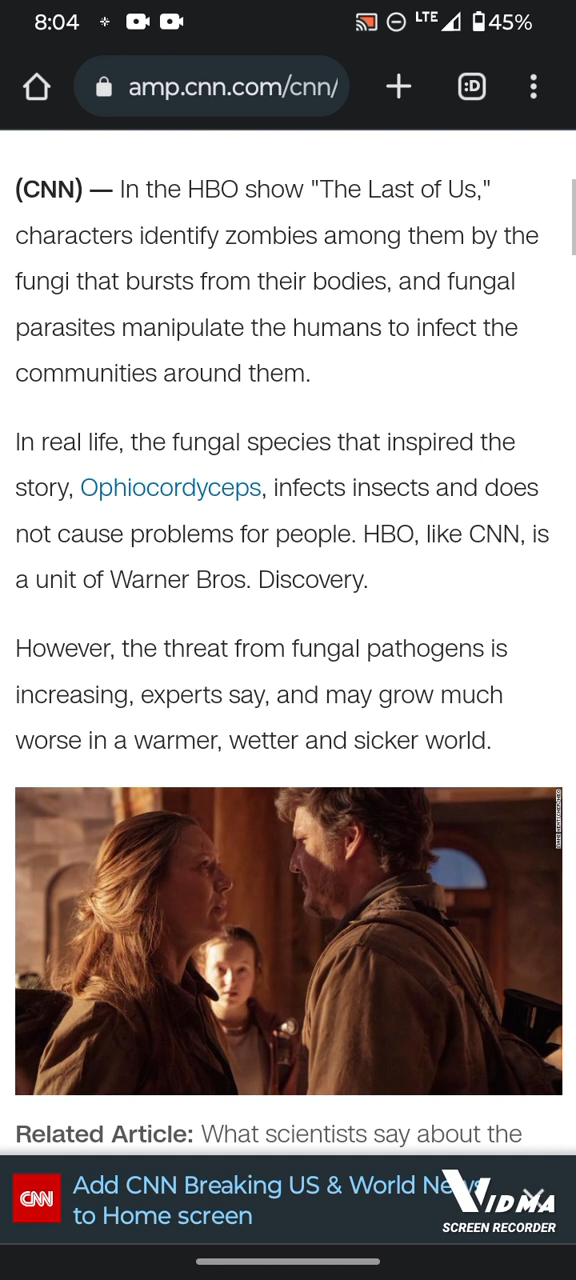 8:04
LTE
45%
amp.cnn.com/cnn/
:D
(CNN) — In the HBO show "The Last of Us,"
characters identify zombies among them by the
fungi that bursts from their bodies, and fungal
parasites manipulate the humans to infect the
communities around them.
In real life, the fungal species that inspired the
story, Ophiocordyceps, infects insects and does
not cause problems for people. HBO, like CNN, is
a unit of Warner Bros. Discovery.
However, the threat from fungal pathogens is
increasing, experts say, and may grow much
worse in a warmer, wetter and sicker world.
Related Article: What scientists say about the
CNN
Add CNN Breaking US & World News
to Home screen
VIDMA
SCREEN RECORDER